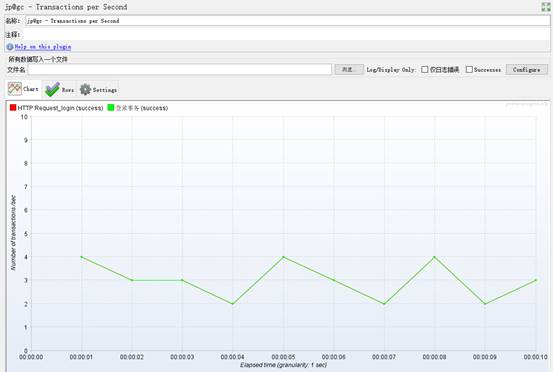 jp@gc - Transactions per Second
名称: jp@gc - Transactions per Second
注释:
Help on this plugin
所有数据写入一个文件
文件名 浏览... Log/Display Only: 仅日志错误 Successes Configure
Chart Rows Settings
HTTP Request_login (success) 登录事务 (success)
10
9
8
7
6
5
4
3
2
1
0
Number of transactions /sec
00:00:00 00:00:01 00:00:02 00:00:03 00:00:04 00:00:05 00:00:06 00:00:07 00:00:08 00:00:09 00:00:10
Elapsed time (granularity: 1 sec)